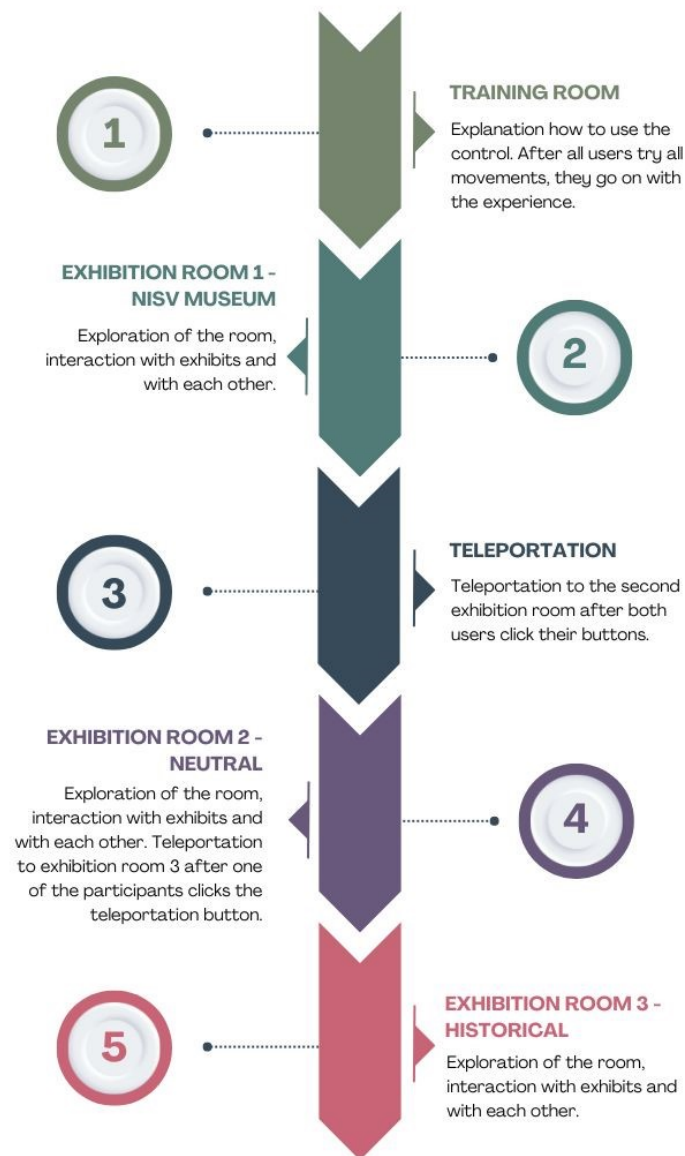 1
TRAINING ROOM
Explanation how to use the
control. After all users try all
movements, they go on with
the experience.
EXHIBITION ROOM 1 -
NISV MUSEUM
Exploration of the room,
interaction with exhibits and
with each other.
2
3
TELEPORTATION
Teleportation to the second
exhibition room after both
users click their buttons.
EXHIBITION ROOM 2 -
NEUTRAL
Exploration of the room,
interaction with exhibits and
with each other. Teleportation
to exhibition room 3 after one
of the participants clicks the
teleportation button.
4
5
EXHIBITION ROOM 3 -
HISTORICAL
Exploration of the room,
interaction with exhibits and
with each other.